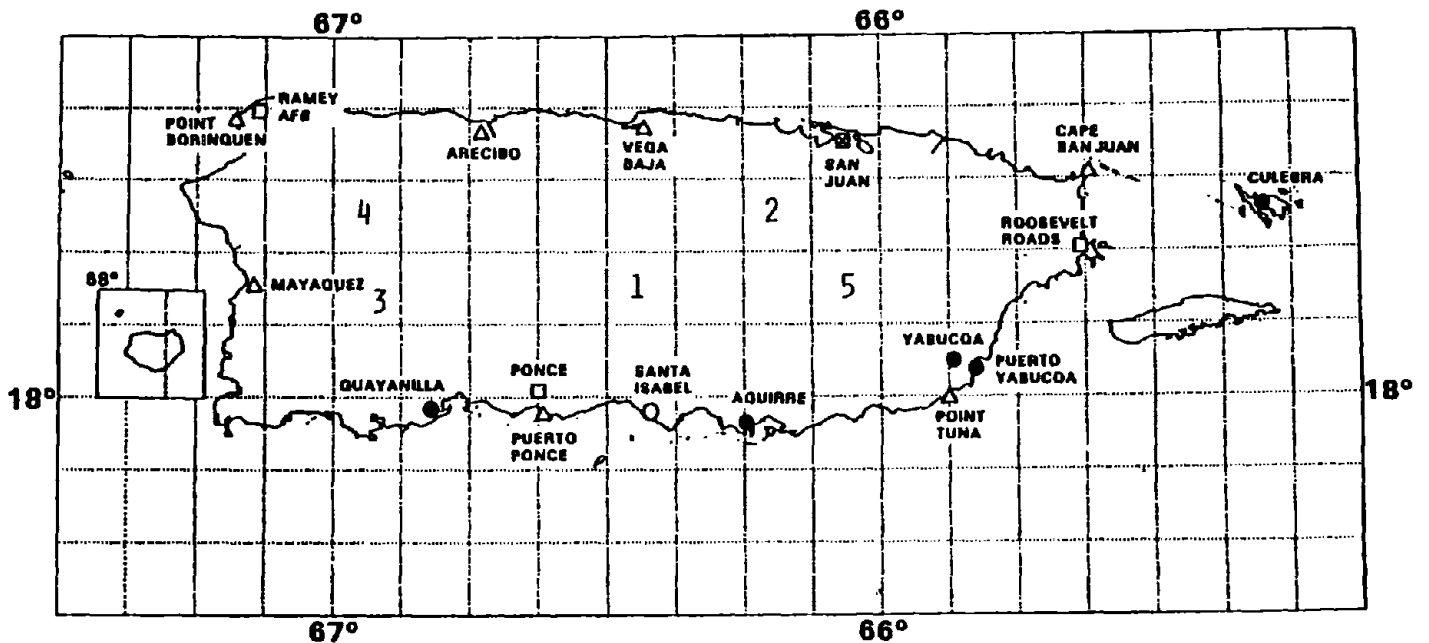 67°
66°
RAMEY
AFB
POINT
BORINQUEN
ARECIBO
VEGA
BAJA
SAN
JUAN
CAPE
SAN JUAN
CULEBRA
4
2
ROOSEVELT
ROADS
68°
MAYAQUEZ
3
1
5
YABUCOA
PUERTO
YABUCOA
QUAYANILLA
PONCE
SANTA
ISABEL
AQUIRRE
18°
18°
PUERTO
PONCE
POINT
TUNA
67°
66°